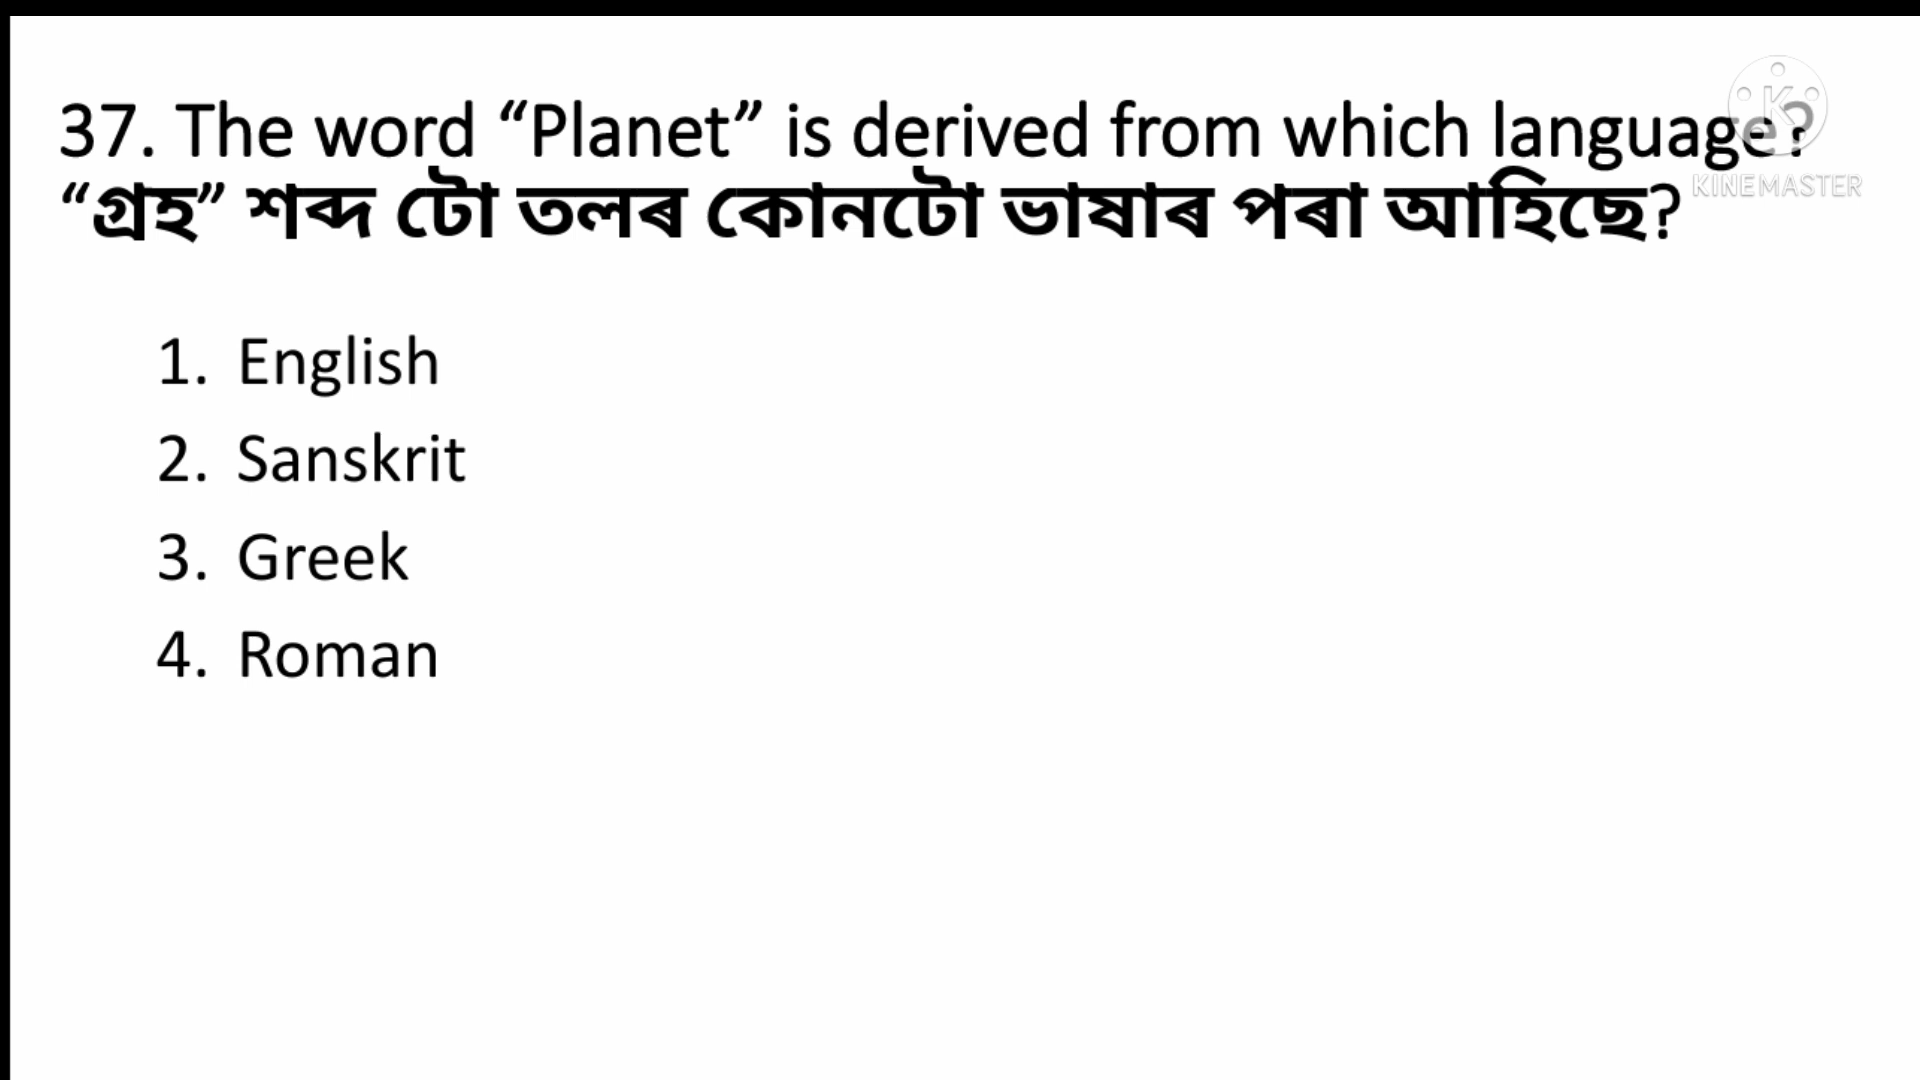 37. The word “Planet” is derived from which language?
“গ্ৰহ” শব্দ টো তলৰ কোনটো ভাষাৰ পৰা আহিছে?
KINEMASTER
1. English
2. Sanskrit
3. Greek
4. Roman